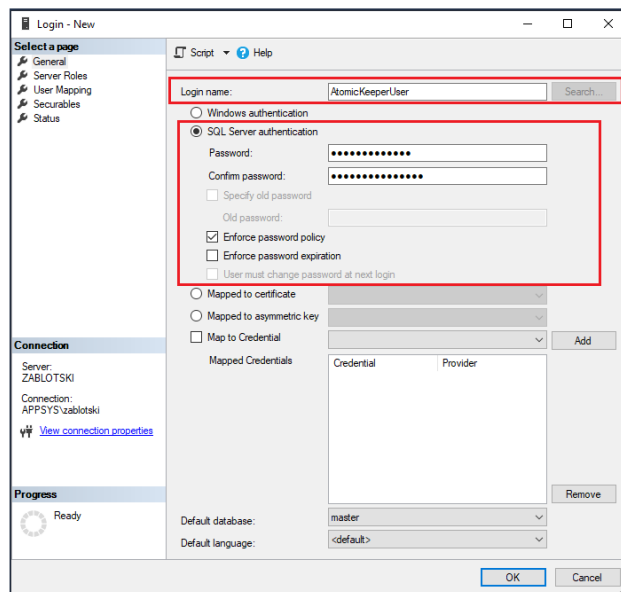 Login - New
Select a page
General
Server Roles
User Mapping
Securables
Status
Script Help
Login name: AtomicKeeperUser Search...
Windows authentication
SQL Server authentication
Password: •••••••••••••
Confirm password: •••••••••••••••
Specify old password
Old password:
Enforce password policy
Enforce password expiration
User must change password at next login
Mapped to certificate
Mapped to asymmetric key
Map to Credential Add
Mapped Credentials Credential Provider
Remove
Default database: master
Default language: <default>
Connection
Server:
ZABLOTSKI
Connection:
APPSYS\zablotski
View connection properties
Progress
Ready
OK Cancel